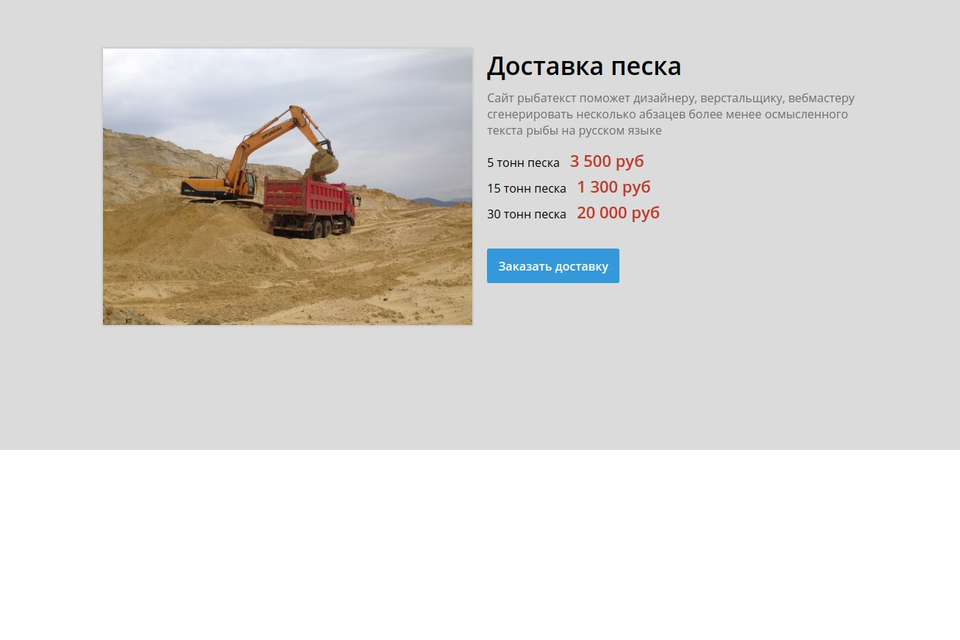 Доставка песка
Сайт рыбатекст поможет дизайнеру, верстальщику, вебмастеру
сгенерировать несколько абзацев более менее осмысленного
текста рыбы на русском языке
5 тонн песка 3 500 руб
15 тонн песка 1 300 руб
30 тонн песка 20 000 руб
Заказать доставку
HYUNDAI